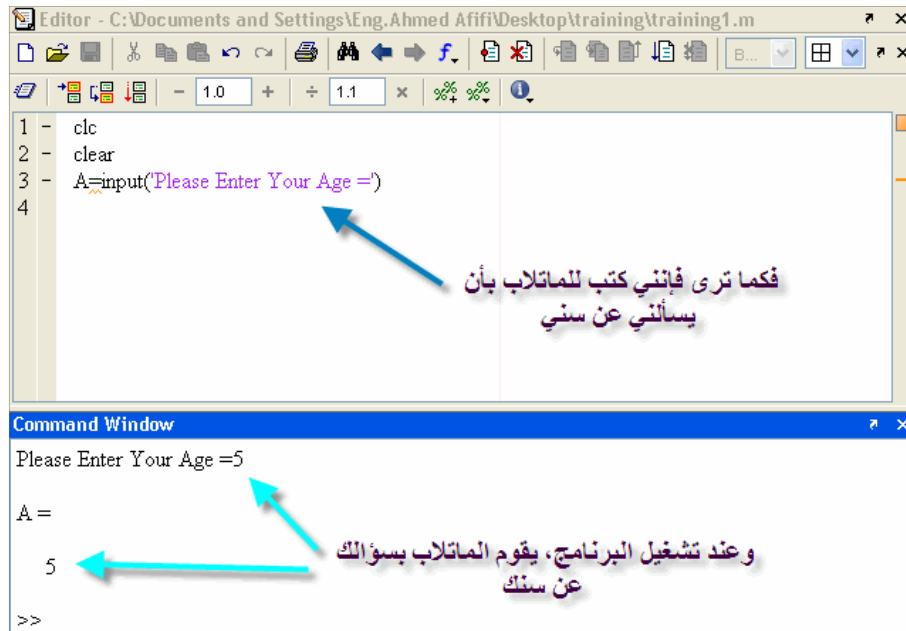 Editor - C:\Documents and Settings\Eng.Ahmed Afifi\Desktop\training\training1.m
B...
1.0
1.1
1 - clc
2 - clear
3 - A=input('Please Enter Your Age =')
4
فكما ترى فإنني كتب للماتلاب بأن
يسألني عن سني
Command Window
Please Enter Your Age =5
A =
5
وعند تشغيل البرنامج، يقوم الماتلاب بسؤالك
عن سنك
>>